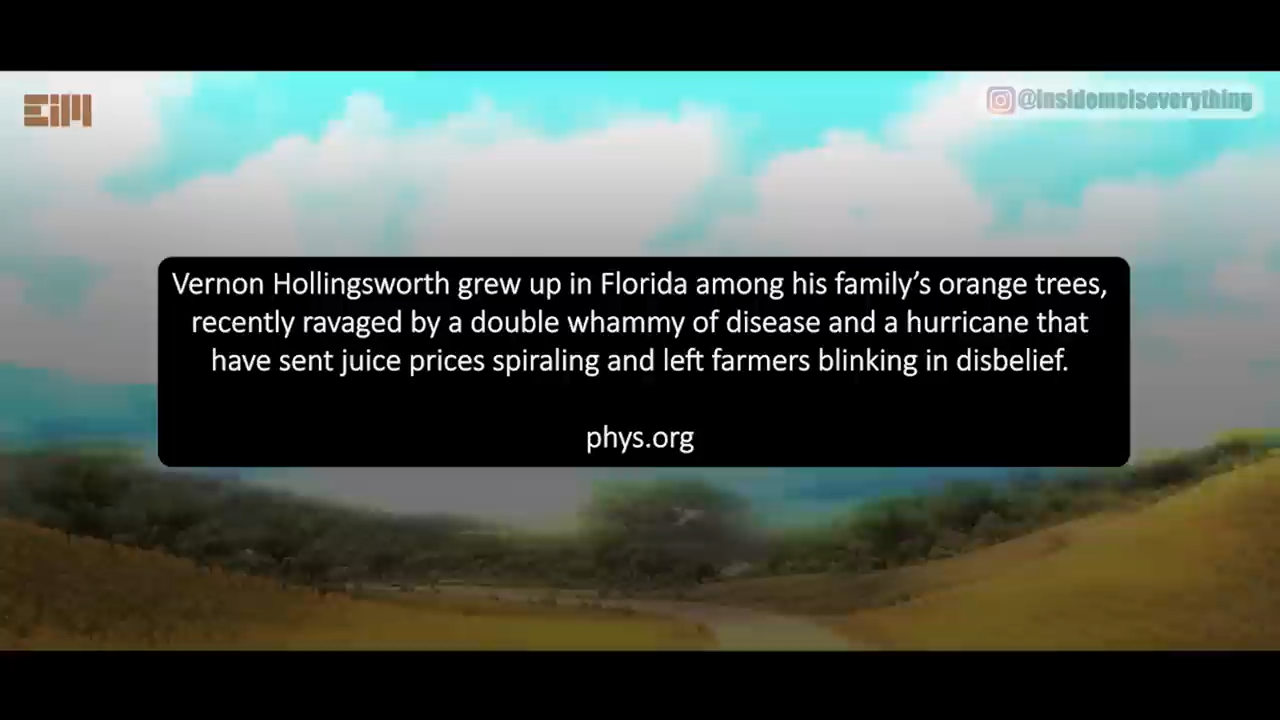 EiM
@insidemeiseverything
Vernon Hollingsworth grew up in Florida among his family’s orange trees,
recently ravaged by a double whammy of disease and a hurricane that
have sent juice prices spiraling and left farmers blinking in disbelief.
phys.org